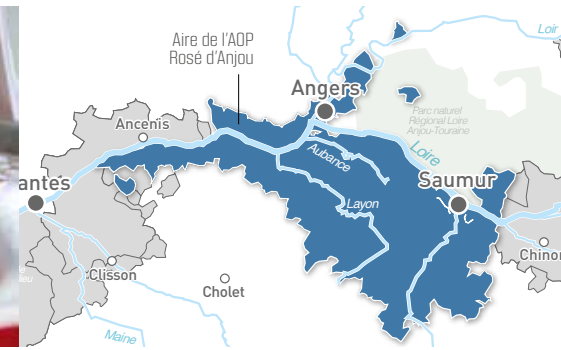 Aire de l'AOP
Rosé d'Anjou
Loir
Angers
Ancenis
Parc naturel
Régional Loire
Anjou-Touraine
Loire
Aubance
antes
Saumur
Layon
Chinon
Clisson
Cholet
Maine